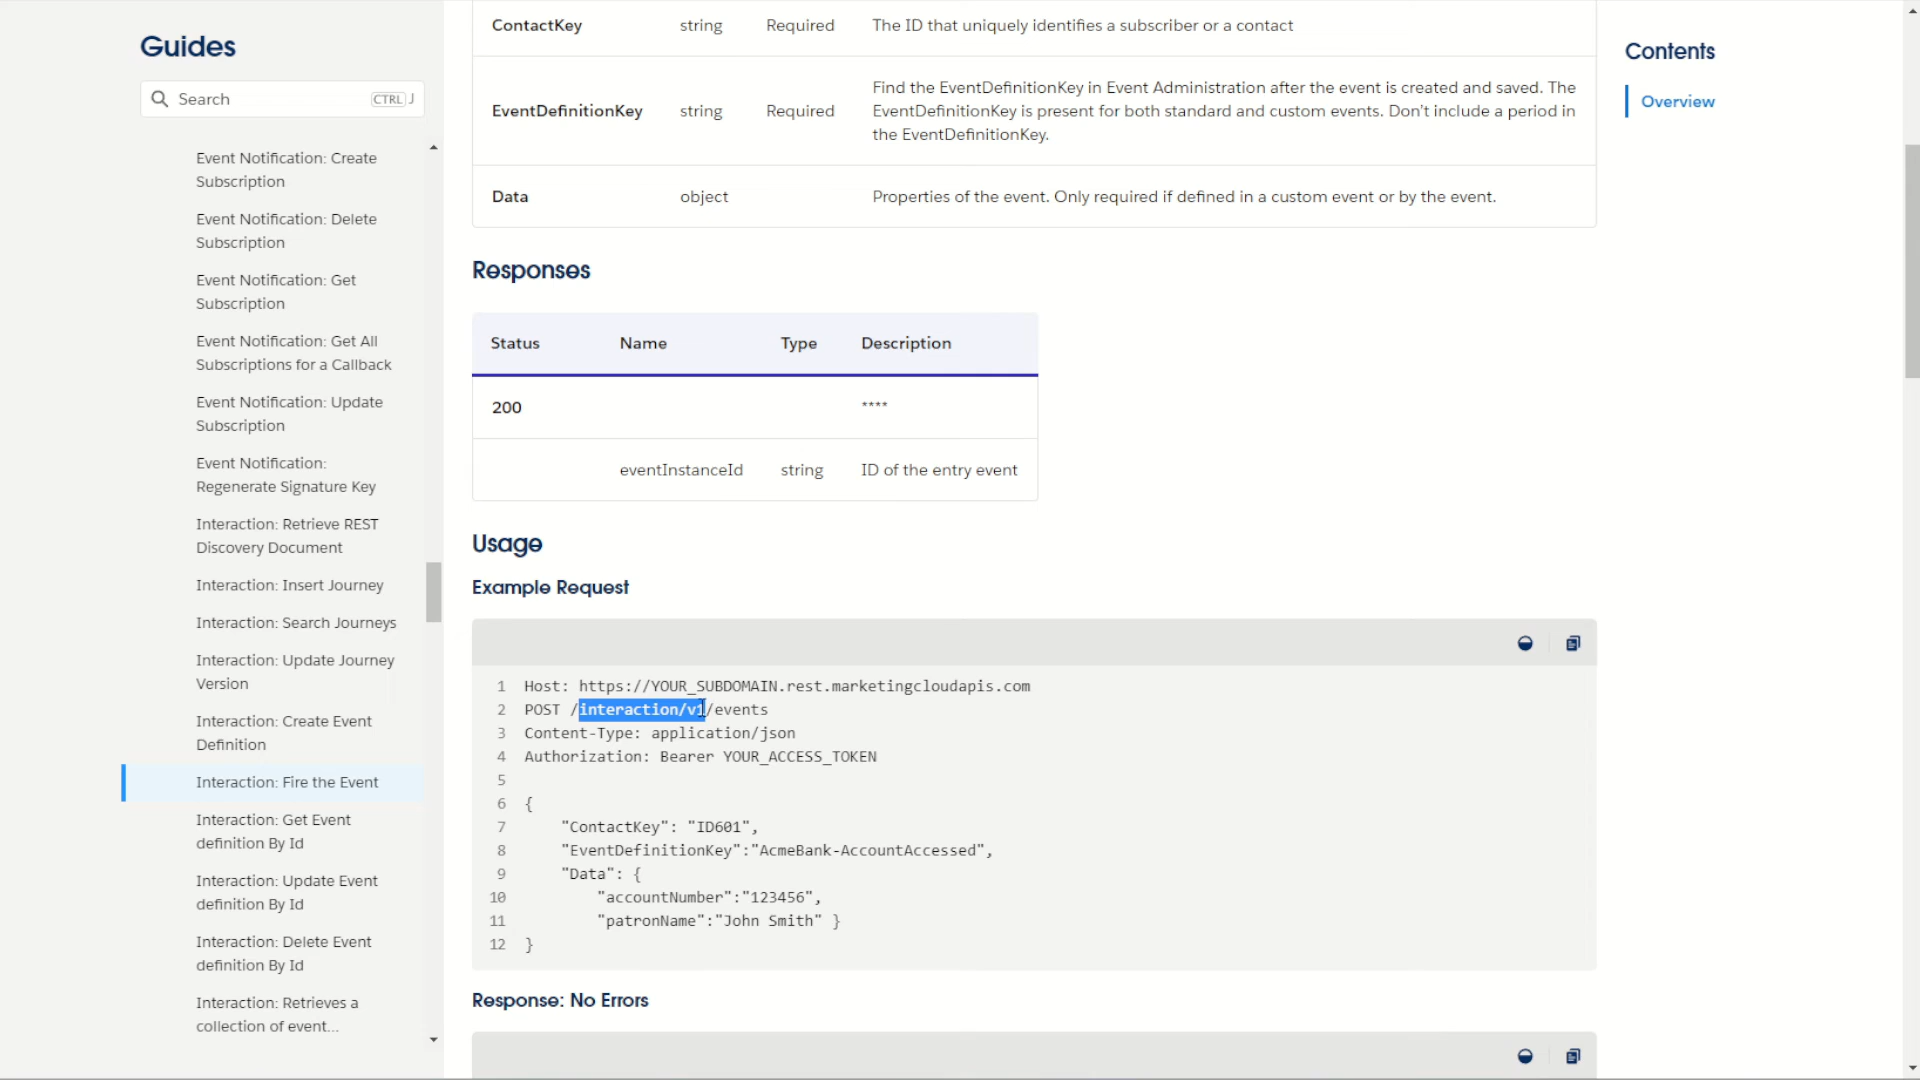 Guides
Search CTRL J
Event Notification: Create
Subscription
Event Notification: Delete
Subscription
Event Notification: Get
Subscription
Event Notification: Get All
Subscriptions for a Callback
Event Notification: Update
Subscription
Event Notification:
Regenerate Signature Key
Interaction: Retrieve REST
Discovery Document
Interaction: Insert Journey
Interaction: Search Journeys
Interaction: Update Journey
Version
Interaction: Create Event
Definition
Interaction: Fire the Event
Interaction: Get Event
definition By Id
Interaction: Update Event
definition By Id
Interaction: Delete Event
definition By Id
Interaction: Retrieves a
collection of event...
ContactKey string Required The ID that uniquely identifies a subscriber or a contact
EventDefinitionKey string Required Find the EventDefinitionKey in Event Administration after the event is created and saved. The
EventDefinitionKey is present for both standard and custom events. Don't include a period in
the EventDefinitionKey.
Data object Properties of the event. Only required if defined in a custom event or by the event.
Responses
Status Name Type Description
200 ****
eventInstanceId string ID of the entry event
Usage
Example Request
1 Host: https://YOUR_SUBDOMAIN.rest.marketingcloudapis.com
2 POST /interaction/v1/events
3 Content-Type: application/json
4 Authorization: Bearer YOUR_ACCESS_TOKEN
5
6 {
7 "ContactKey": "ID601",
8 "EventDefinitionKey":"AcmeBank-AccountAccessed",
9 "Data": {
10 "accountNumber":"123456",
11 "patronName":"John Smith" }
12 }
Response: No Errors
Contents
Overview